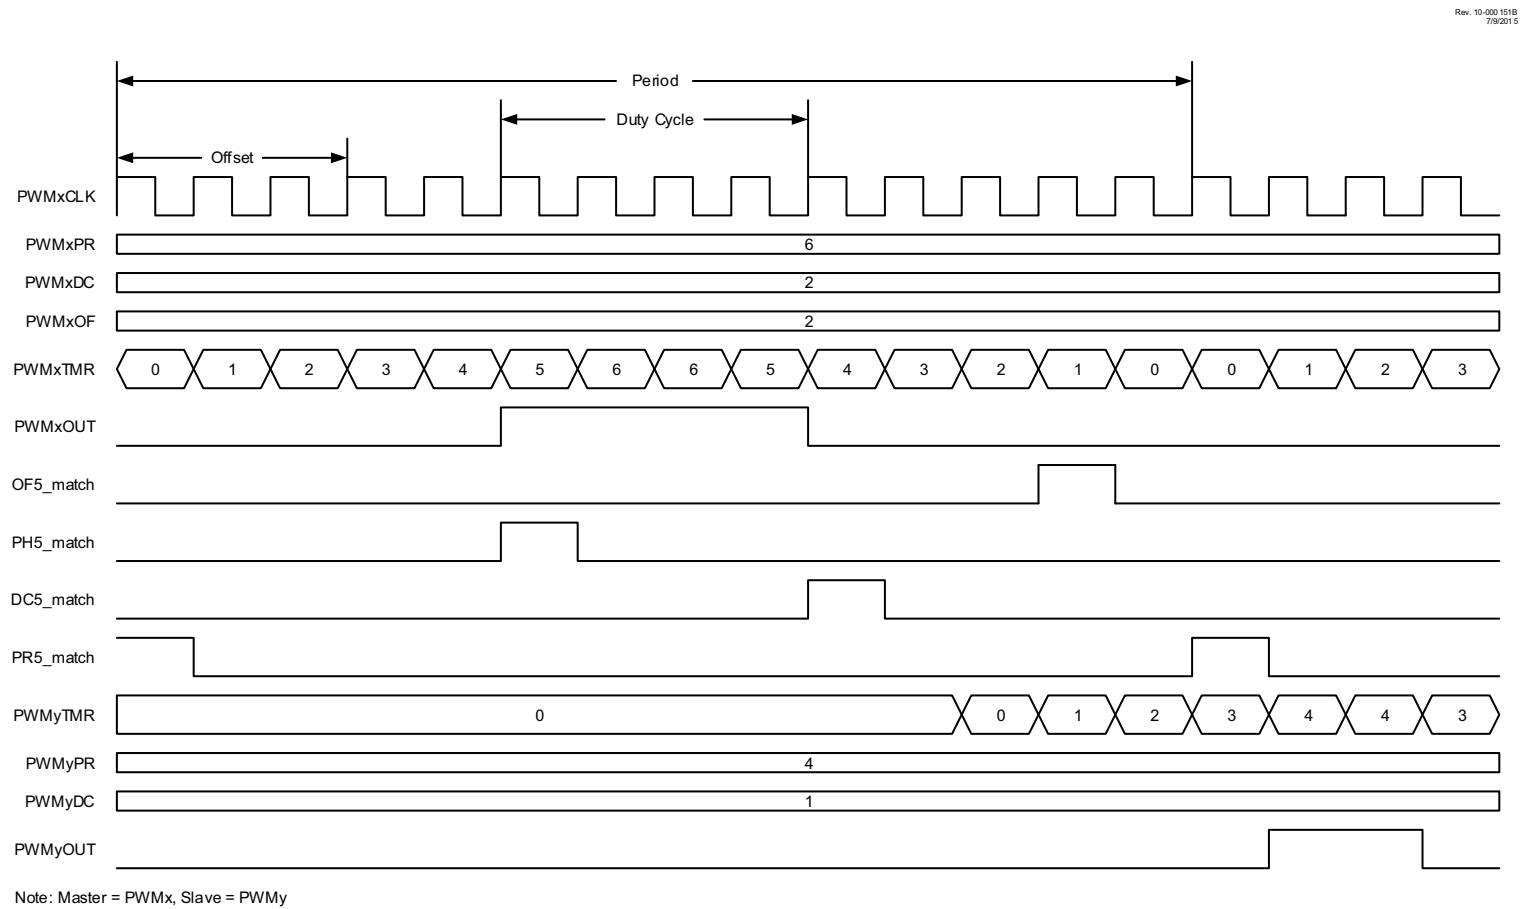 Rev. 10-000 151B
7/9/2015
Period
Duty Cycle
Offset
PWMxCLK
PWMxPR 6
PWMxDC 2
PWMxOF 2
PWMxTMR 0 1 2 3 4 5 6 6 5 4 3 2 1 0 0 1 2 3
PWMxOUT
OF5_match
PH5_match
DC5_match
PR5_match
PWMyTMR 0 0 1 2 3 4 4 3
PWMyPR 4
PWMyDC 1
PWMyOUT
Note: Master = PWMx, Slave = PWMy